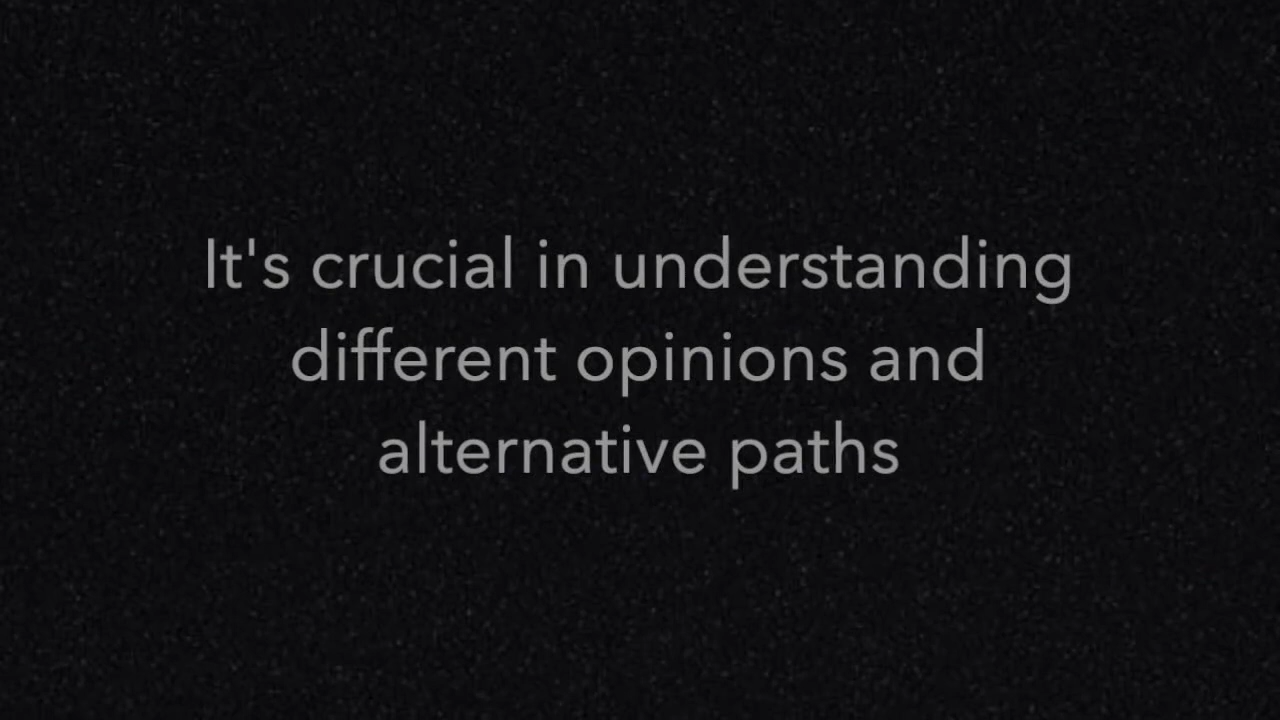 It's crucial in understanding
different opinions and
alternative paths